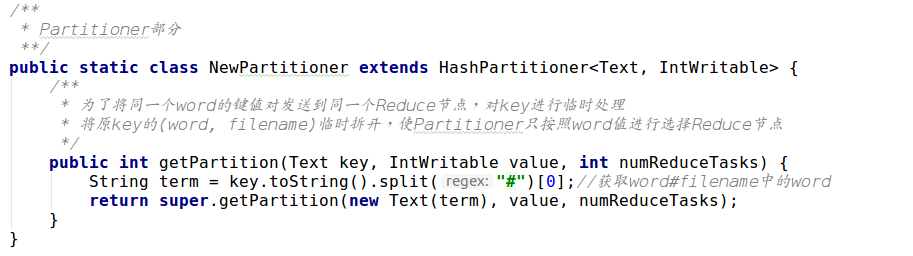 /**
 * Partitioner部分
 **/
public static class NewPartitioner extends HashPartitioner<Text, IntWritable> {
    /**
     * 为了将同一个word的键值对发送到同一个Reduce节点，对key进行临时处理
     * 将原key的(word, filename)临时拆开，使Partitioner只按照word值进行选择Reduce节点
     */
    public int getPartition(Text key, IntWritable value, int numReduceTasks) {
        String term = key.toString().split( regex: "#")[0];//获取word#filename中的word
        return super.getPartition(new Text(term), value, numReduceTasks);
    }
}